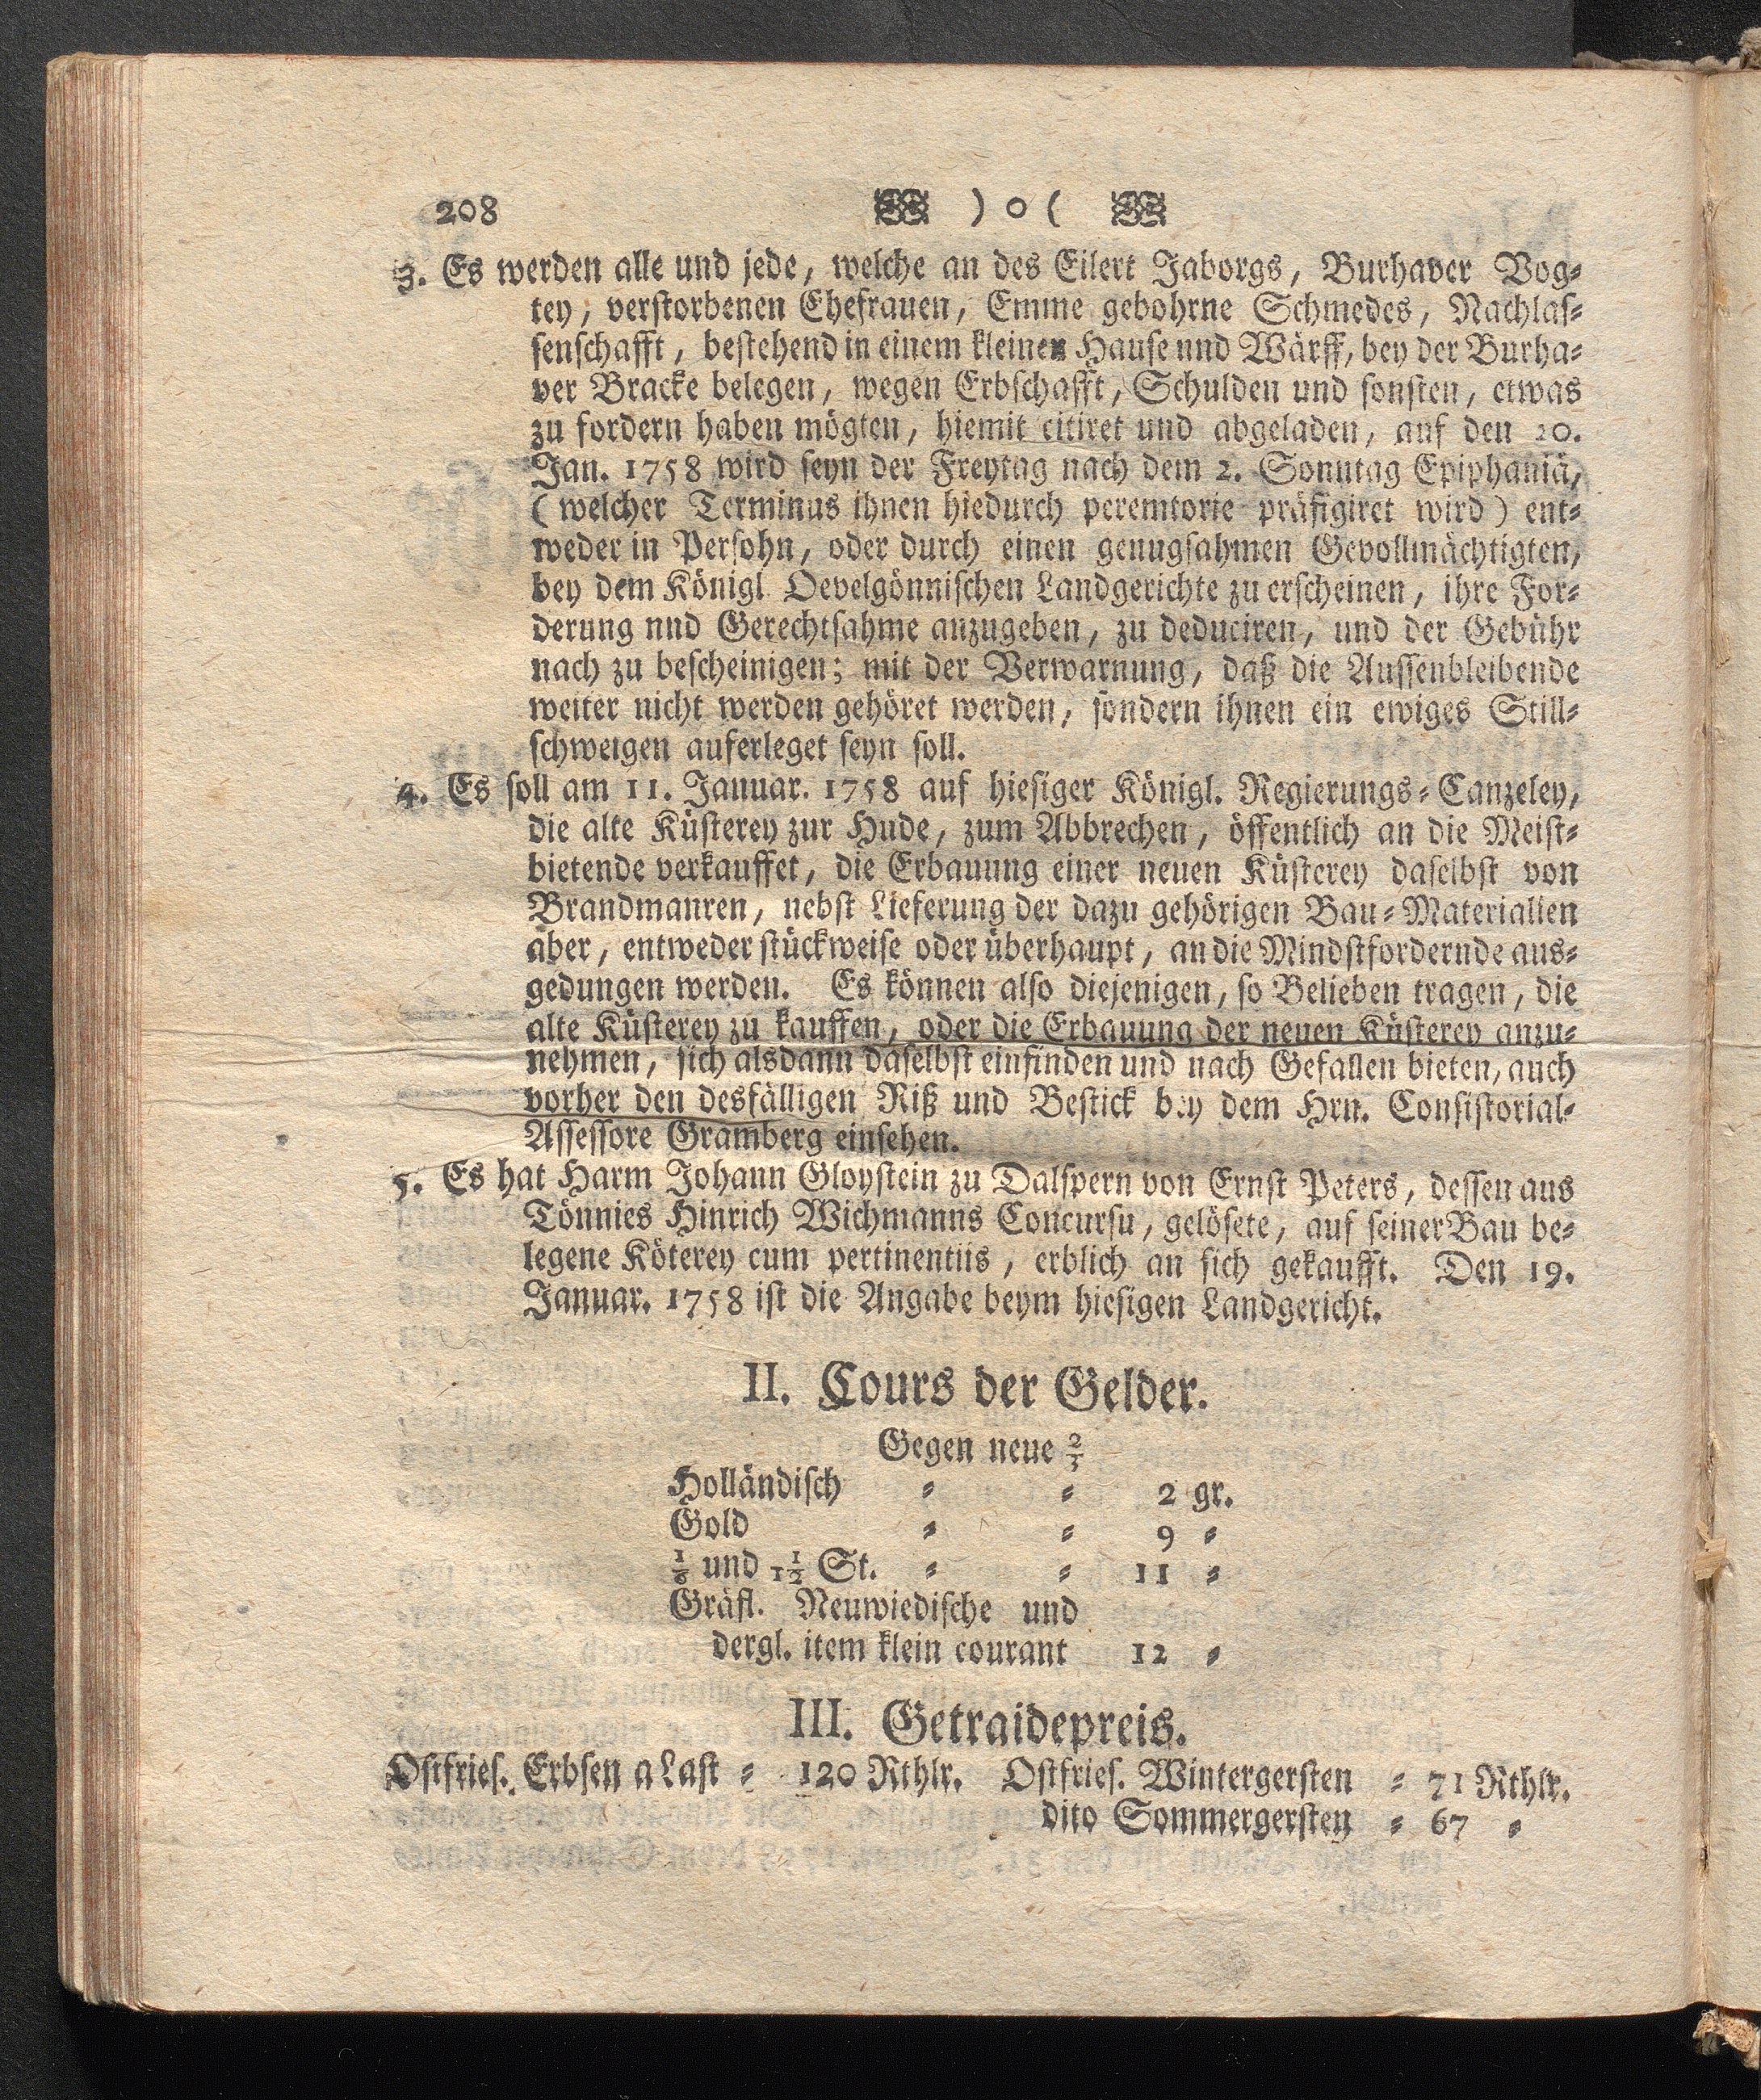 208 ) o (
3. Es werden alle und jede, welche an des Eilert Jaborgs, Burhaver Vog-
tey, verstorbenen Ehefrauen, Emme gebohrne Schmedes, Nachlas-
senschafft, bestehend in einem kleinen Hause nnd Wärff, bey der Burha-
ver Bracke belegen, wegen Erbschafft, Schulden und sonsten, etwas
zu fordern haben mögten, hiemit citiret und abgeladen, auf den 20.
Jan. 1758 wird seyn der Freytag nach dem 2. Sonntag Epiphaniä,
(welcher Terminus ihnen hiedurch peremtorie präfigiret wird) ent-
weder in Persohn, oder durch einen genugsahmen Gevollmächtigten,
bey dem Königl Oevelgönnischen Landgerichte zu erscheinen, ihre For-
derung nnd Gerechtsahme anzugeben, zu deduciren, und der Gebühr
nach zu bescheinigen; mit der Verwarnung, daß die Aussenbleibende
weiter nicht werden gehöret werden, sondern ihnen ein ewiges Still-
schweigen auferleget seyn soll.
4. Es soll am 11. Januar. 1758 auf hiesiger Königl. Regierungs-Canzeley,
die alte Küsterey zur Hude, zum Abbrechen, öffentlich an die Meist-
bietende verkauffet, die Erbauung einer neuen Küsterey daselbst von
Brandmauren, nebst Lieferung der dazu gehörigen Bau-Materialien
aber, entweder stückweise oder überhaupt, an die Mindstfordernde aus-
gedungen werden. Es können also diejenigen, so Belieben tragen, die
alte Küsterey zu kauffen, oder die Erbauung der neuen Küsterey anzu-
nehmen, sich alsdann daselbst einfinden und nach Gefallen bieten, auch
vorher den desfälligen Riß und Bestick bey dem Hrn. Consistorial-
Assessore Gramberg einsehen.
5. Es hat Harm Johann Gloystein zu Dalspern von Ernst Peters, dessen aus
Tönnies Hinrich Wichmanns Concursu, gelösete, auf seiner Bau be-
legene Köterey cum pertinentiis, erblich an sich gekaufft. Den 19.
Januar. 1758 ist die Angabe beym hiesigen Landgericht.
II. Cours der Gelder.
Gegen neue 2/3
Holländisch - - 2 gr.
Gold - - 9 -
1/6 und 1 1/2 St. - - 11 -
Gräfl. Neuwiedische und
dergl. item klein courant 12 -
III. Getraidepreis.
Ostfries. Erbsen a Last - 120 Rthlr. Ostfries. Wintergersten - 71 Rthlr.
dito Sommergersten - 67 -